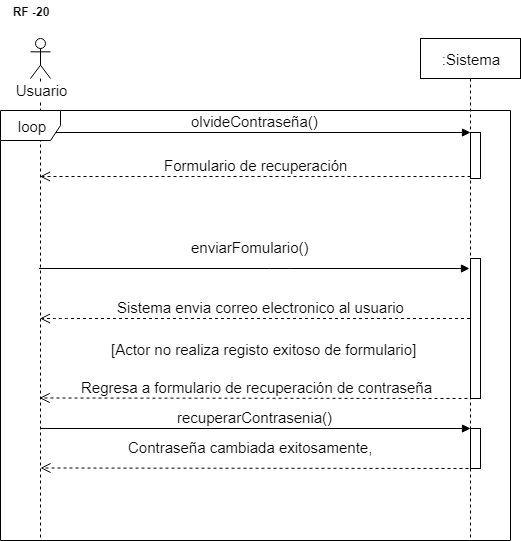 RF -20
Usuario
:Sistema
loop
olvideContraseña()
Formulario de recuperación
enviarFomulario()
Sistema envia correo electronico al usuario
[Actor no realiza registo exitoso de formulario]
Regresa a formulario de recuperación de contraseña
recuperarContrasenia()
Contraseña cambiada exitosamente,